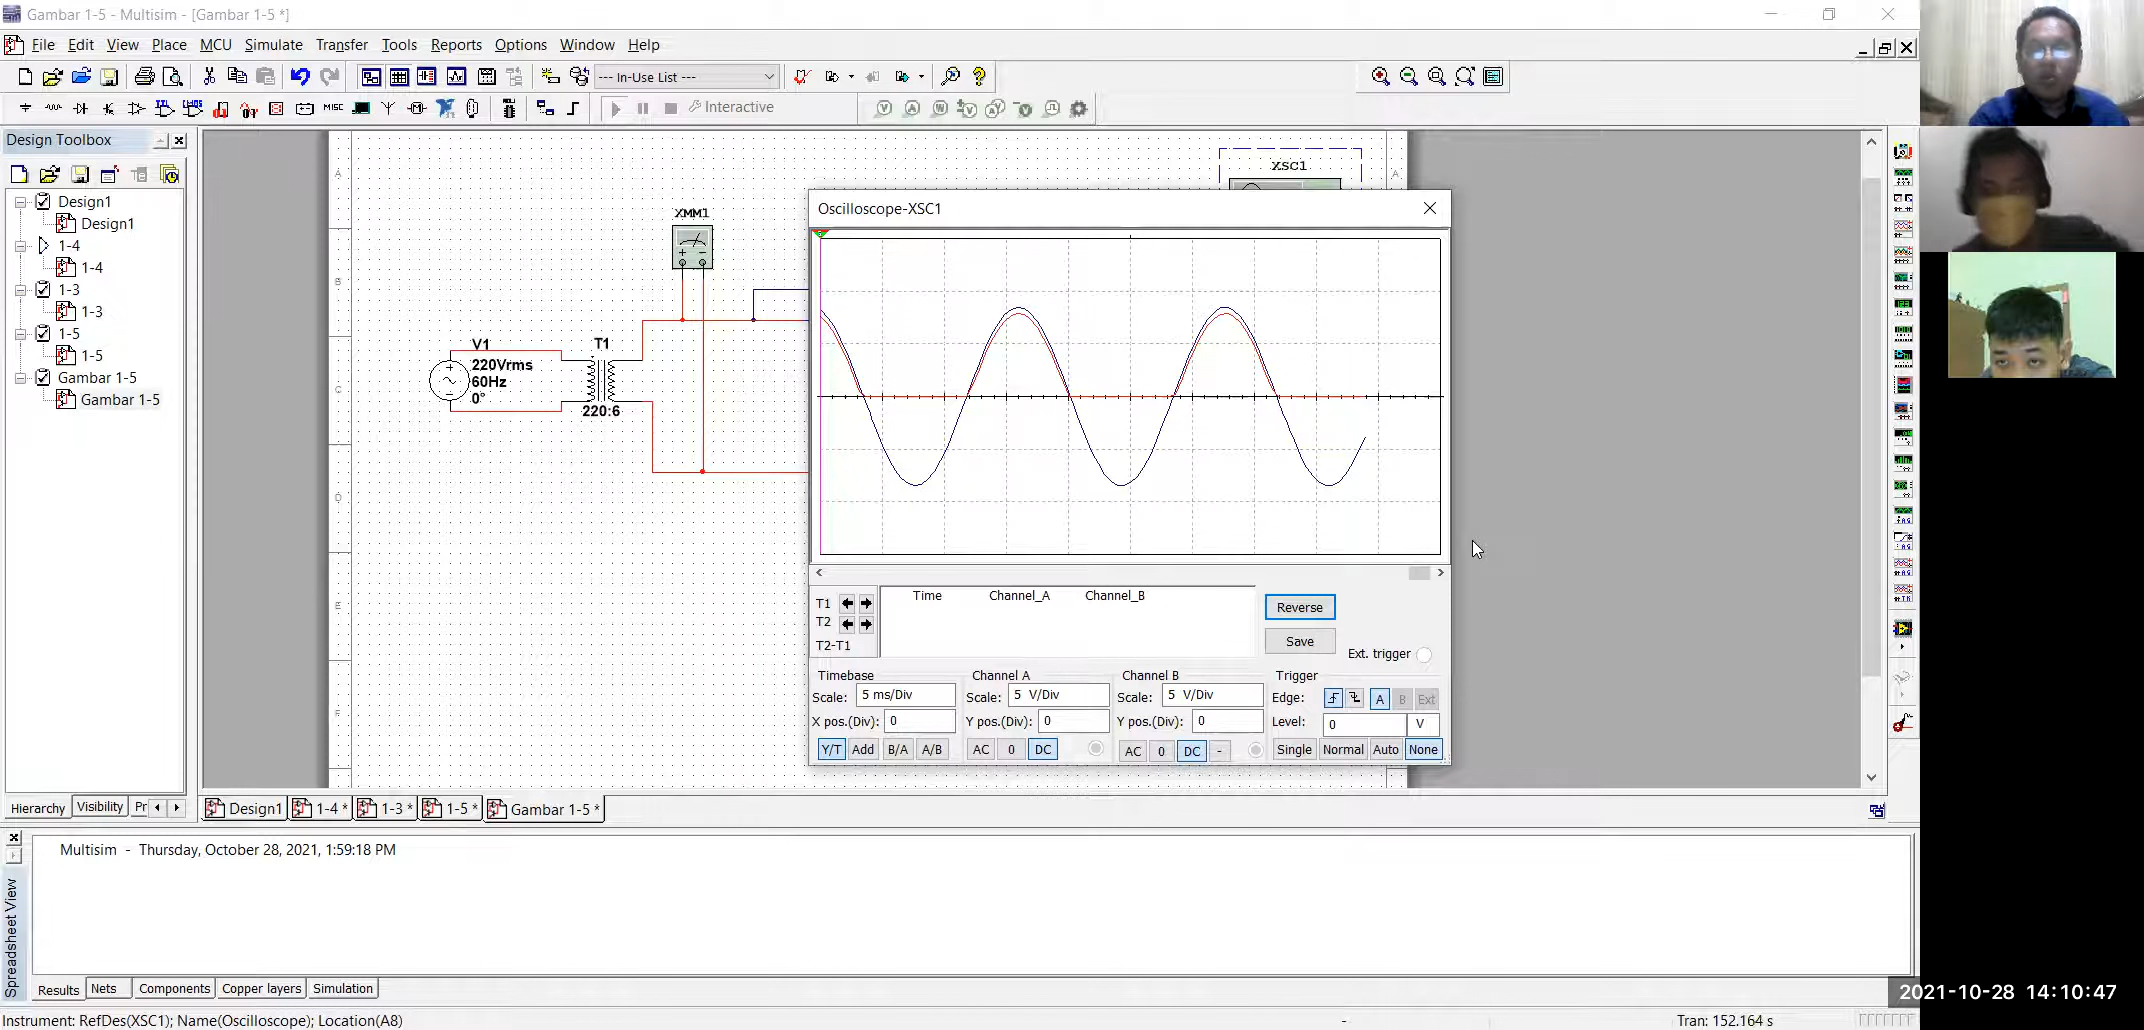 Gambar 1-5 - Multisim - [Gambar 1-5 *]
File Edit View Place MCU Simulate Transfer Tools Reports Options Window Help
--- In-Use List ---
MISC
Interactive
Design Toolbox
Design1
Design1
1-4
1-4
1-3
1-3
1-5
1-5
Gambar 1-5
Gambar 1-5
Hierarchy Visibility Pr
A
B
C
D
E
F
A
XMM1
V1
220Vrms
60Hz
0°
T1
220:6
XSC1
Oscilloscope-XSC1
Time Channel_A Channel_B
T1
T2
T2-T1
Reverse
Save
Ext. trigger
Timebase Channel A Channel B Trigger
Scale: 5 ms/Div Scale: 5 V/Div Scale: 5 V/Div Edge: A B Ext
X pos.(Div): 0 Y pos.(Div): 0 Y pos.(Div): 0 Level: 0 V
Y/T Add B/A A/B AC 0 DC AC 0 DC - Single Normal Auto None
Design1 1-4 * 1-3 * 1-5 * Gambar 1-5 *
Multisim - Thursday, October 28, 2021, 1:59:18 PM
Spreadsheet View
Results Nets Components Copper layers Simulation
2021-10-28 14:10:47
Instrument: RefDes(XSC1); Name(Oscilloscope); Location(A8) - Tran: 152.164 s